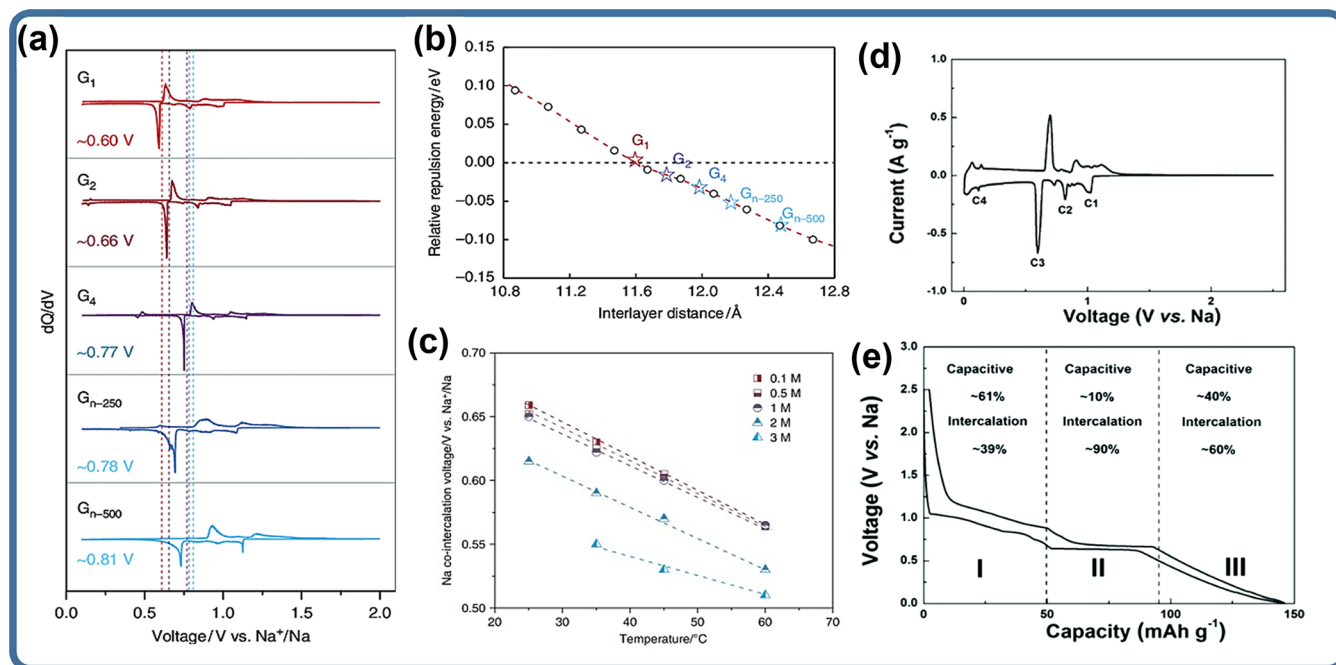 (a)
G1
~0.60 V
G2
~0.66 V
G4
~0.77 V
Gn–250
~0.78 V
Gn–500
~0.81 V
dQ/dV
0.0 0.5 1.0 1.5 2.0
Voltage/V vs. Na+/Na
(b)
Relative repulsion energy/eV
0.15
0.10
0.05
0.00
−0.05
−0.10
−0.15
G1
G2
G4
Gn–250
Gn–500
10.8 11.2 11.6 12.0 12.4 12.8
Interlayer distance/Å
(c)
Na co-intercalation voltage/V vs. Na+/Na
0.70
0.65
0.60
0.55
0.50
0.1 M
0.5 M
1 M
2 M
3 M
20 30 40 50 60 70
Temperature/°C
(d)
Current (A g-1)
1.0
0.5
0.0
-0.5
-1.0
C4
C3
C2
C1
0 1 2
Voltage (V vs. Na)
(e)
Voltage (V vs. Na)
3.0
2.5
2.0
1.5
1.0
0.5
0.0
Capacitive
~61%
Intercalation
~39%
Capacitive
~10%
Intercalation
~90%
Capacitive
~40%
Intercalation
~60%
I
II
III
0 50 100 150
Capacity (mAh g-1)